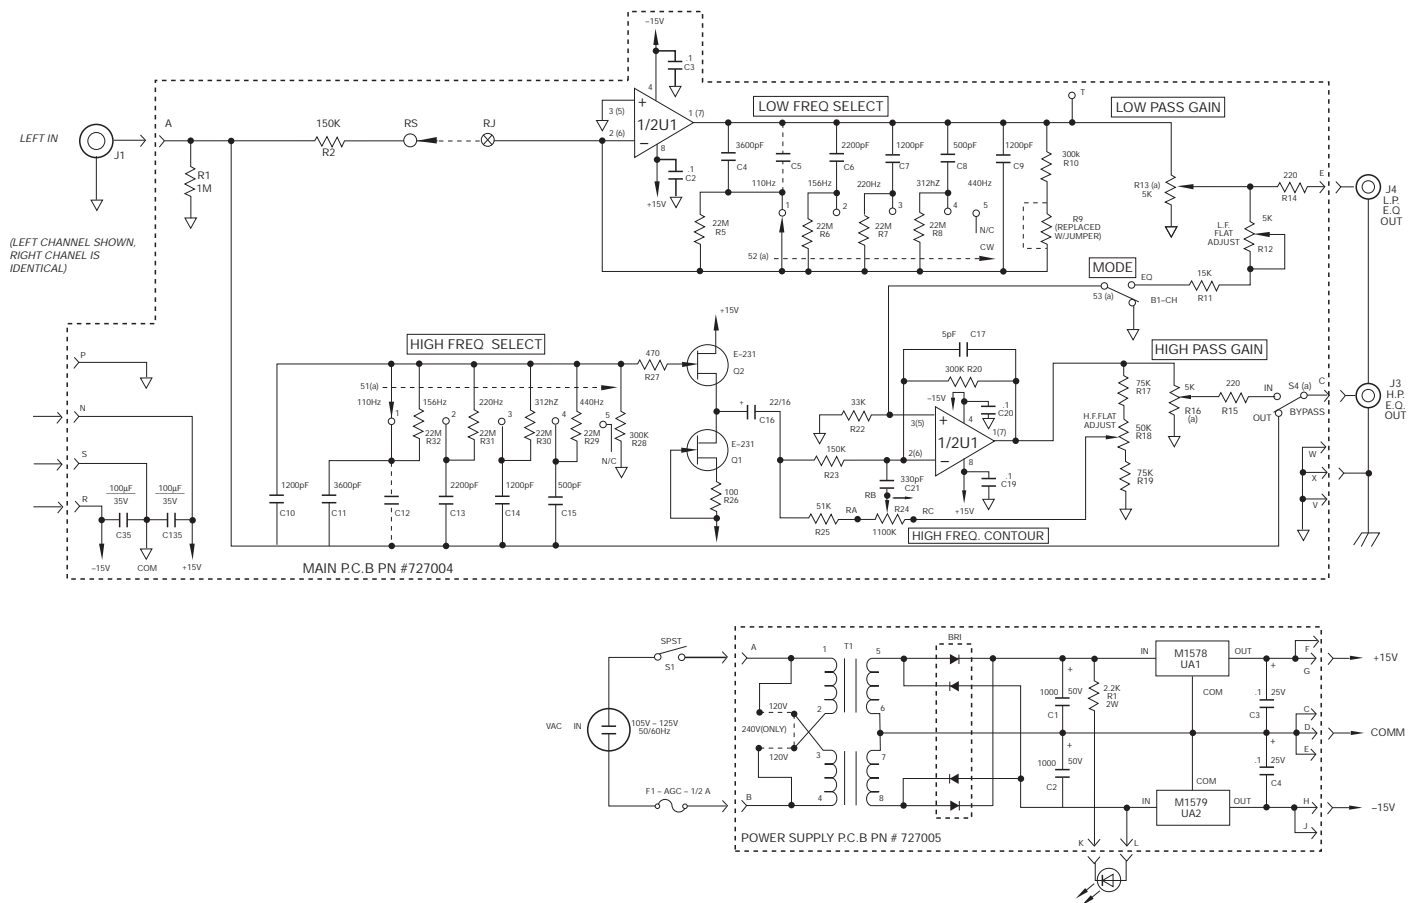 −15V
.1
C3
4
+
3 (5)
2 (6)
−
1/2U1
1 (7)
8
.1
C2
+15V
LOW FREQ SELECT
T
LOW PASS GAIN
LEFT IN
J1
A
R1
1M
150K
R2
RS
RJ
3600pF
C4
C5
2200pF
C6
1200pF
C7
500pF
C8
1200pF
C9
300k
R10
110Hz
156Hz
220Hz
312hZ
440Hz
1
2
3
4
5
22M
R5
22M
R6
22M
R7
22M
R8
N/C
CW
52 (a)
R9
(REPLACED
W/JUMPER)
R13 (a)
5K
220
R14
E
J4
L.P.
E.Q
OUT
5K
L.F.
FLAT
ADJUST
R12
MODE
EQ
53 (a)
B1–CH
15K
R11
(LEFT CHANNEL SHOWN,
RIGHT CHANEL IS
IDENTICAL)
P
N
S
R
100µF
35V
100µF
35V
C35
C135
−15V
COM
+15V
HIGH FREQ SELECT
51(a)
110Hz
156Hz
220Hz
312hZ
440Hz
1
2
3
4
5
22M
R32
22M
R31
22M
R30
22M
R29
N/C
300K
R28
1200pF
C10
3600pF
C11
C12
2200pF
C13
1200pF
C14
500pF
C15
470
R27
+15V
E–231
Q2
E–231
Q1
100
R26
+
22/16
C16
33K
R22
150K
R23
51K
R25
RA
RB
RC
R24
1100K
330pF
C21
HIGH FREQ. CONTOUR
5pF
C17
300K R20
−15V
.1
C20
4
3(5)
+
1/2U1
2(6)
−
1(7)
8
.1
C19
+15V
HIGH PASS GAIN
75K
R17
H.F.FLAT
ADJUST
50K
R18
75K
R19
5K
R16
(a)
220
R15
IN
OUT
S4 (a)
BYPASS
C
J3
H.P.
E.Q.
OUT
W
X
V
MAIN P.C.B PN #727004
SPST
S1
VAC IN
105V – 125V
50/60Hz
F1 – AGC – 1/2 A
A
B
120V
240V(ONLY)
120V
T1
1
2
3
4
5
6
7
8
BRI
1000
+
50V
C1
1000
+
50V
C2
2.2K
R1
2W
IN
M1578
UA1
OUT
COM
COM
IN
M1579
UA2
OUT
+
.1
25V
C3
+
.1
25V
C4
F
G
C
D
E
H
J
+15V
COMM
−15V
K
L
POWER SUPPLY P.C.B PN # 727005